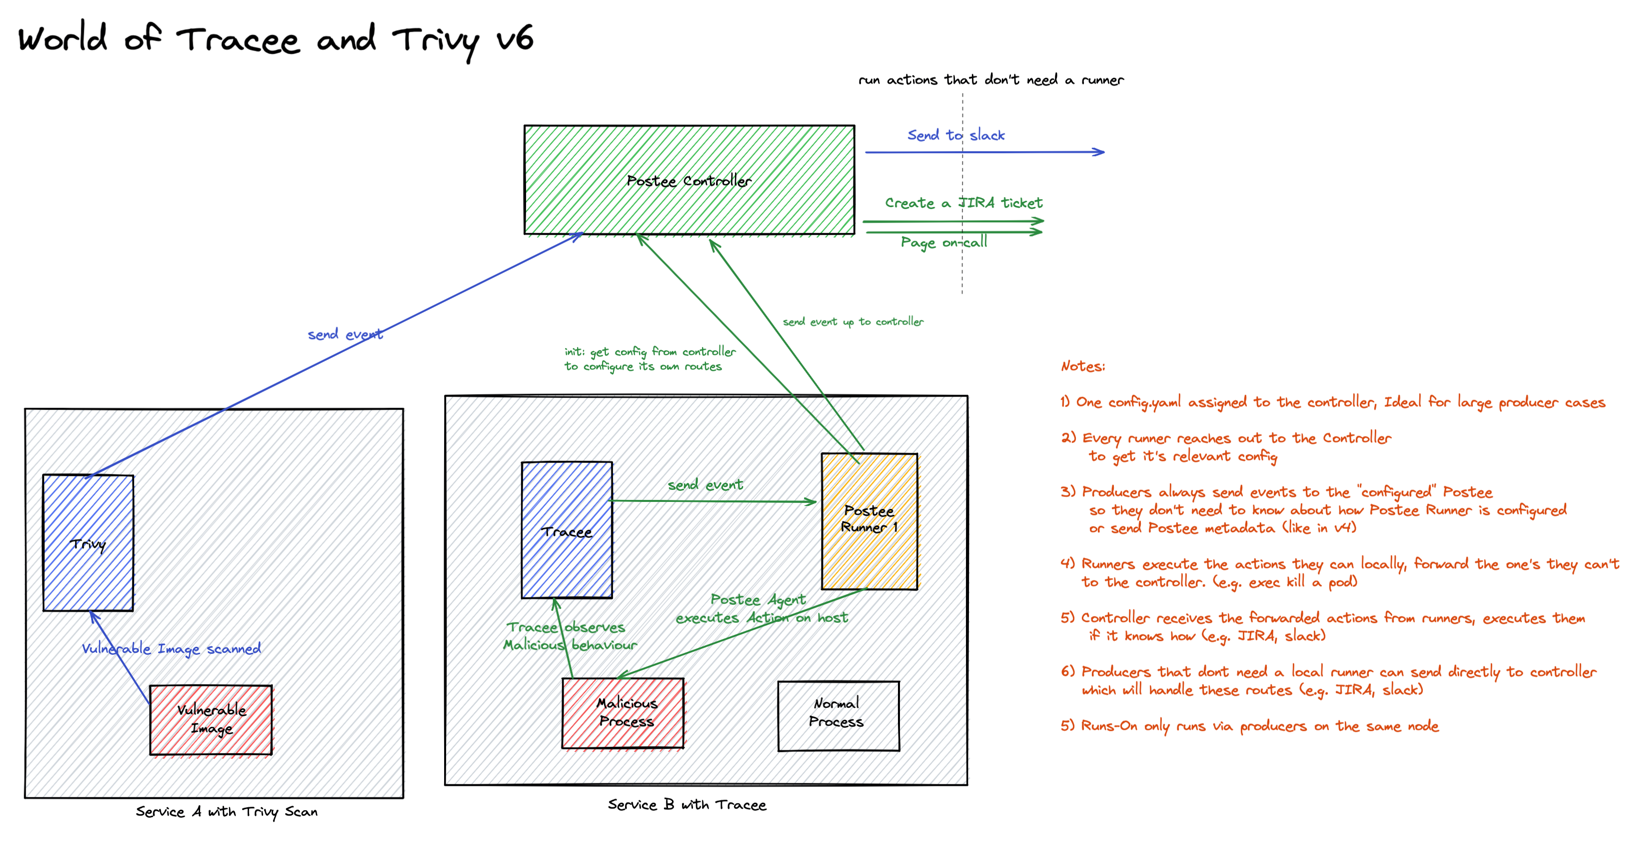 World of Tracee and Trivy v6
run actions that don't need a runner
Send to slack
Postee Controller
Create a JIRA ticket
Page on-call
send event
send event up to controller
init: get config from controller
to configure its own routes
Trivy
Vulnerable Image scanned
Vulnerable
Image
Service A with Trivy Scan
Tracee
send event
Postee
Runner 1
Postee Agent
executes Action on host
Tracee observes
Malicious behaviour
Malicious
Process
Normal
Process
Service B with Tracee
Notes:
1) One config.yaml assigned to the controller, Ideal for large producer cases
2) Every runner reaches out to the Controller
to get it's relevant config
3) Producers always send events to the "configured" Postee
so they don't need to know about how Postee Runner is configured
or send Postee metadata (like in v4)
4) Runners execute the actions they can locally, forward the one's they can't
to the controller. (e.g. exec kill a pod)
5) Controller receives the forwarded actions from runners, executes them
if it knows how (e.g. JIRA, slack)
6) Producers that dont need a local runner can send directly to controller
which will handle these routes (e.g. JIRA, slack)
5) Runs-On only runs via producers on the same node